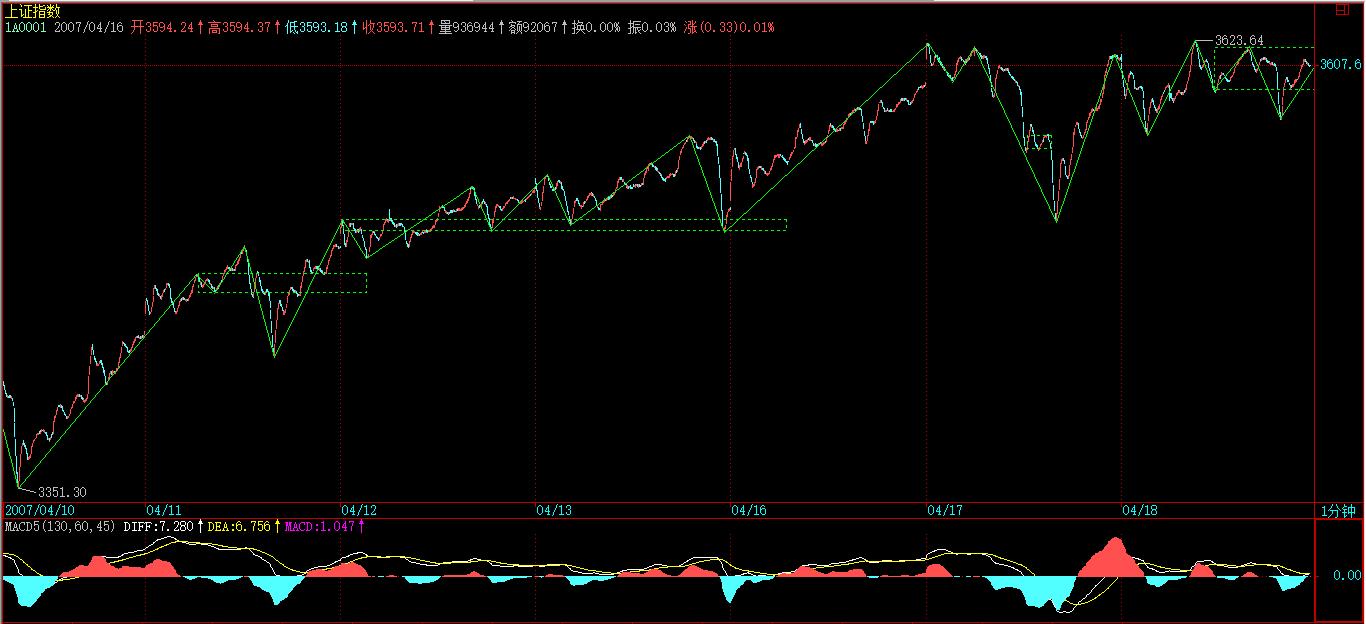 上证指数
1A0001 2007/04/16 开3594.24↑高3594.37↑低3593.18↑收3593.71↑量936944↑额92067↑换0.00% 振0.03% 涨(0.33)0.01%
3623.64
3607.6
3351.30
2007/04/10 04/11 04/12 04/13 04/16 04/17 04/18 1分钟
MACD5(130,60,45) DIFF:7.280↑DEA:6.756↑MACD:1.047↑
0.00